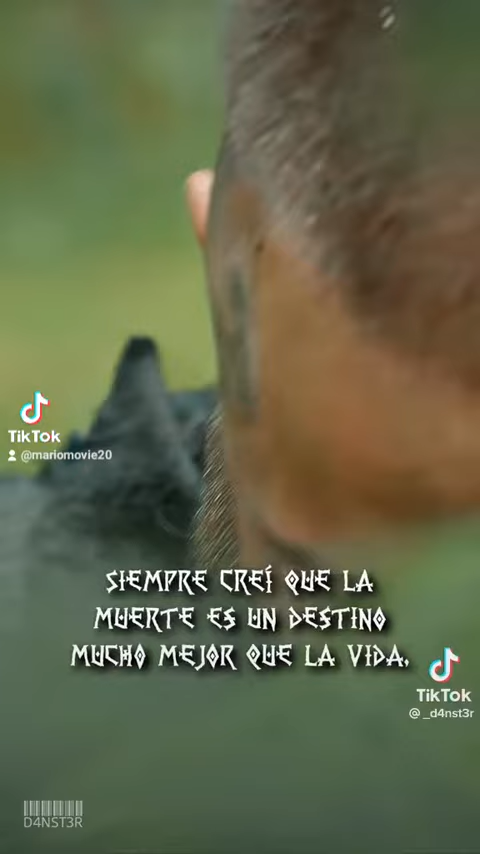 TikTok
@mariomovie20
SIEMPRE CREÍ QUE LA
MUERTE ES UN DESTINO
MUCHO MEJOR QUE LA VIDA.
TikTok
@_d4nst3r
D4NST3R